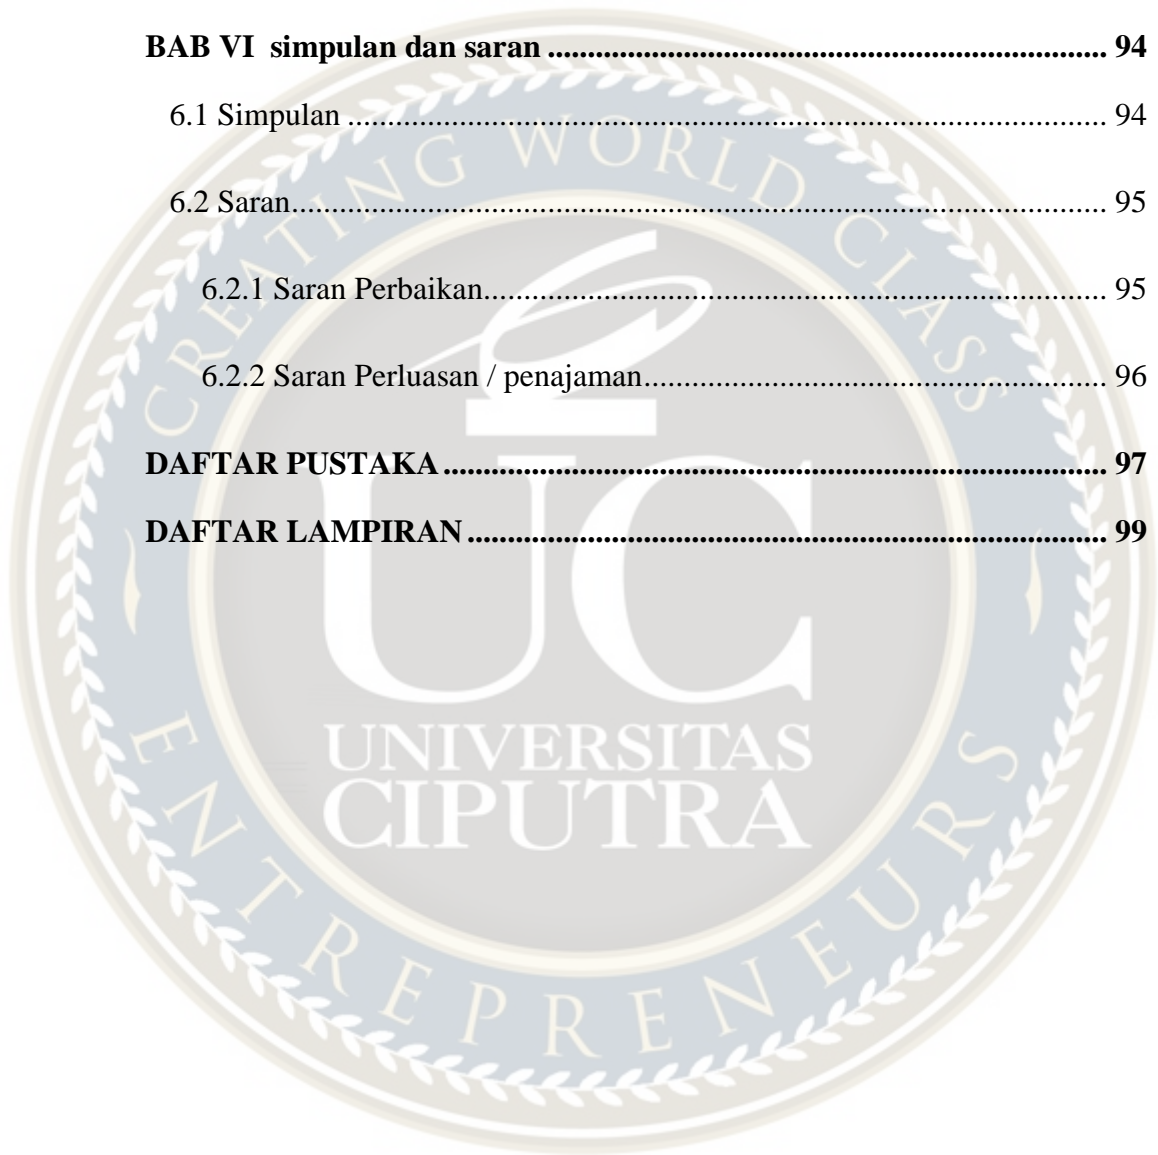 BAB VI  simpulan dan saran ..................................................................... 94
6.1 Simpulan .............................................................................................. 94
6.2 Saran..................................................................................................... 95
6.2.1 Saran Perbaikan............................................................................. 95
6.2.2 Saran Perluasan / penajaman......................................................... 96
DAFTAR PUSTAKA .................................................................................. 97
DAFTAR LAMPIRAN ............................................................................... 99
CREATING WORLD CLASS
UC
UNIVERSITAS
CIPUTRA
ENTREPRENEURS